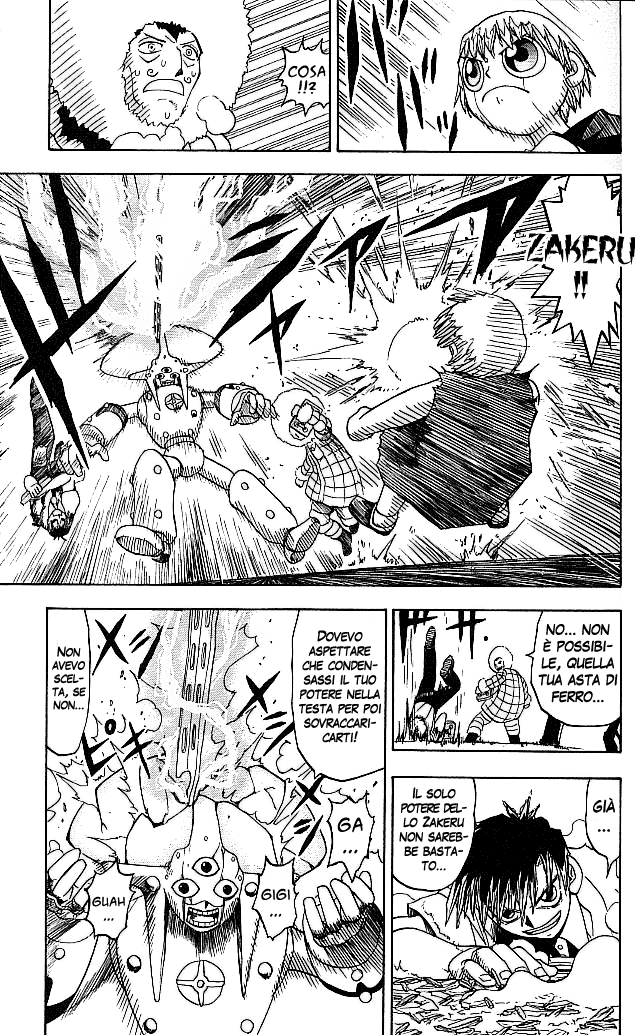 COSA
!!?
ZAKERU
!!
NO... NON
È POSSIBI-
LE, QUELLA
TUA ASTA DI
FERRO...
GIÀ
...
IL SOLO
POTERE DEL-
LO ZAKERU
NON SAREB-
BE BASTA-
TO...
DOVEVO
ASPETTARE
CHE CONDEN-
SASSI IL TUO
POTERE NELLA
TESTA PER POI
SOVRACCARI-
CARTI!
NON
AVEVO
SCEL-
TA, SE
NON...
GA
...
GIGI
...
GUAH
...